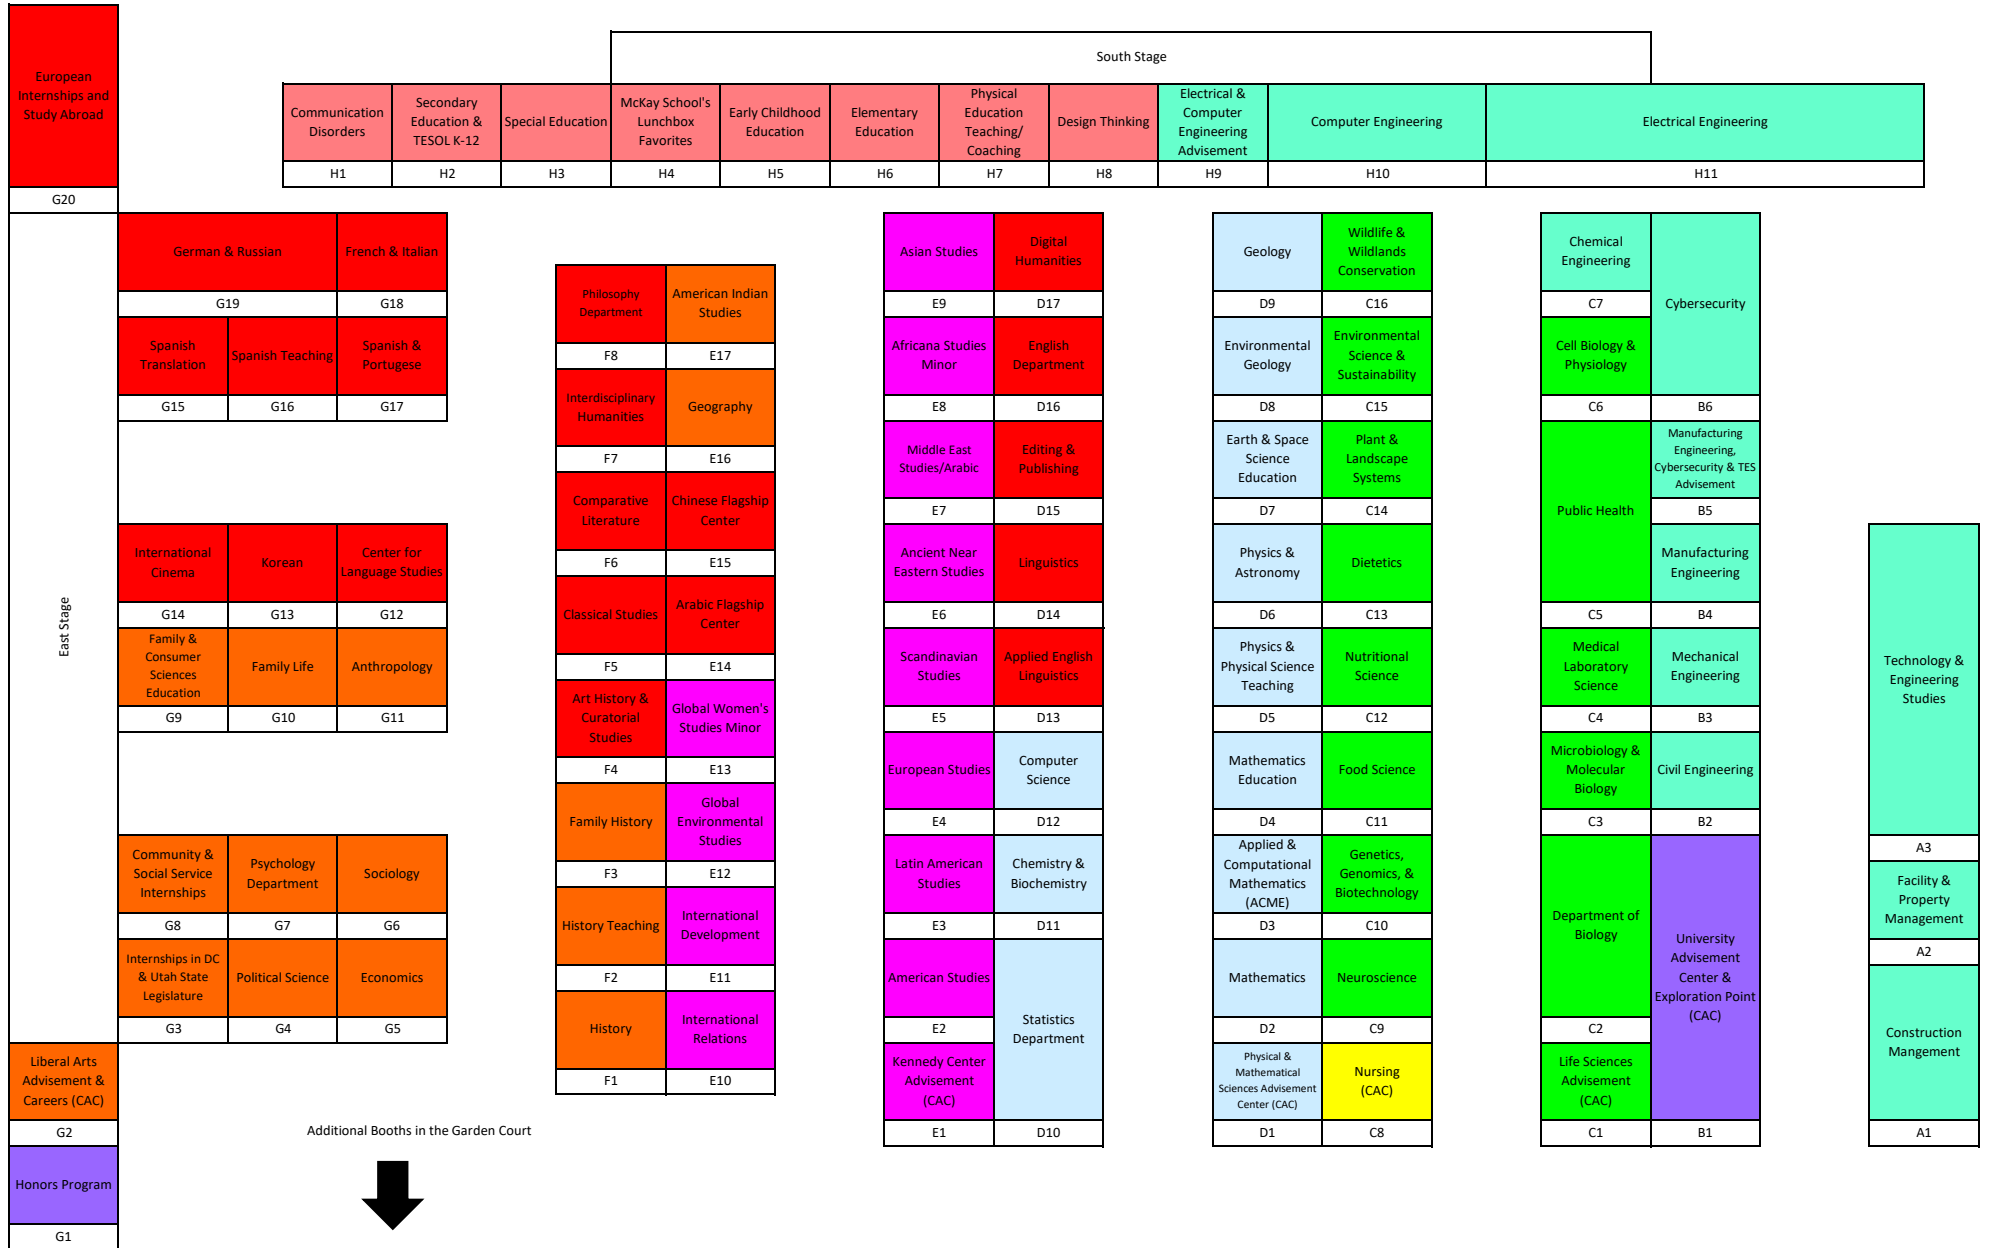 European
Internships and
Study Abroad
G20
South Stage
Communication
Disorders
Secondary
Education &
TESOL K-12
Special Education
McKay School's
Lunchbox
Favorites
Early Childhood
Education
Elementary
Education
Physical
Education
Teaching/
Coaching
Design Thinking
Electrical &
Computer
Engineering
Advisement
Computer Engineering
Electrical Engineering
H1
H2
H3
H4
H5
H6
H7
H8
H9
H10
H11
East Stage
German & Russian
French & Italian
G19
G18
Spanish
Translation
Spanish Teaching
Spanish &
Portugese
G15
G16
G17
International
Cinema
Korean
Center for
Language Studies
G14
G13
G12
Family &
Consumer
Sciences
Education
Family Life
Anthropology
G9
G10
G11
Community &
Social Service
Internships
Psychology
Department
Sociology
G8
G7
G6
Internships in DC
& Utah State
Legislature
Political Science
Economics
G3
G4
G5
Liberal Arts
Advisement &
Careers (CAC)
G2
Honors Program
G1
Additional Booths in the Garden Court
Philosophy
Department
American Indian
Studies
F8
E17
Interdisciplinary
Humanities
Geography
F7
E16
Comparative
Literature
Chinese Flagship
Center
F6
E15
Classical Studies
Arabic Flagship
Center
F5
E14
Art History &
Curatorial
Studies
Global Women's
Studies Minor
F4
E13
Family History
Global
Environmental
Studies
F3
E12
History Teaching
International
Development
F2
E11
History
International
Relations
F1
E10
Asian Studies
Digital
Humanities
E9
D17
Africana Studies
Minor
English
Department
E8
D16
Middle East
Studies/Arabic
Editing &
Publishing
E7
D15
Ancient Near
Eastern Studies
Linguistics
E6
D14
Scandinavian
Studies
Applied English
Linguistics
E5
D13
European Studies
Computer
Science
E4
D12
Latin American
Studies
Chemistry &
Biochemistry
E3
D11
American Studies
E2
Statistics
Department
Kennedy Center
Advisement
(CAC)
E1
D10
Geology
Wildlife &
Wildlands
Conservation
D9
C16
Environmental
Geology
Environmental
Science &
Sustainability
D8
C15
Earth & Space
Science
Education
Plant &
Landscape
Systems
D7
C14
Physics &
Astronomy
Dietetics
D6
C13
Physics &
Physical Science
Teaching
Nutritional
Science
D5
C12
Mathematics
Education
Food Science
D4
C11
Applied &
Computational
Mathematics
(ACME)
Genetics,
Genomics, &
Biotechnology
D3
C10
Mathematics
Neuroscience
D2
C9
Physical &
Mathematical
Sciences Advisement
Center (CAC)
Nursing
(CAC)
D1
C8
Chemical
Engineering
C7
Cybersecurity
Cell Biology &
Physiology
C6
B6
Public Health
Manufacturing
Engineering,
Cybersecurity & TES
Advisement
B5
Manufacturing
Engineering
C5
B4
Medical
Laboratory
Science
Mechanical
Engineering
C4
B3
Microbiology &
Molecular
Biology
Civil Engineering
C3
B2
Department of
Biology
C2
University
Advisement
Center &
Exploration Point
(CAC)
Life Sciences
Advisement
(CAC)
C1
B1
Technology &
Engineering
Studies
A3
Facility &
Property
Management
A2
Construction
Mangement
A1